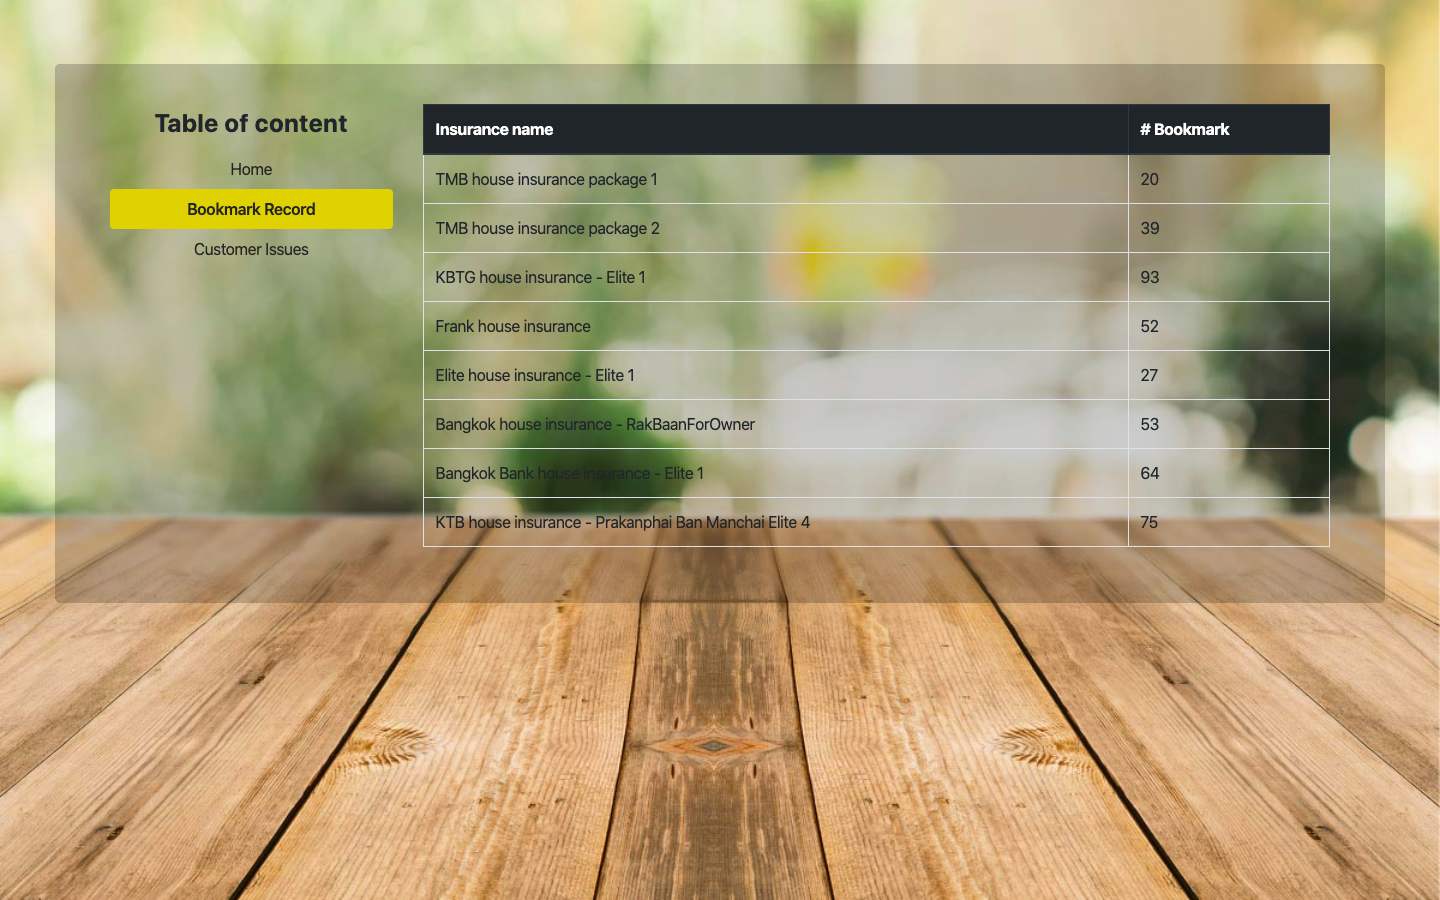 Table of content
Home
Bookmark Record
Customer Issues
Insurance name # Bookmark
TMB house insurance package 1 20
TMB house insurance package 2 39
KBTG house insurance - Elite 1 93
Frank house insurance 52
Elite house insurance - Elite 1 27
Bangkok house insurance - RakBaanForOwner 53
Bangkok Bank house insurance - Elite 1 64
KTB house insurance - Prakanphai Ban Manchai Elite 4 75